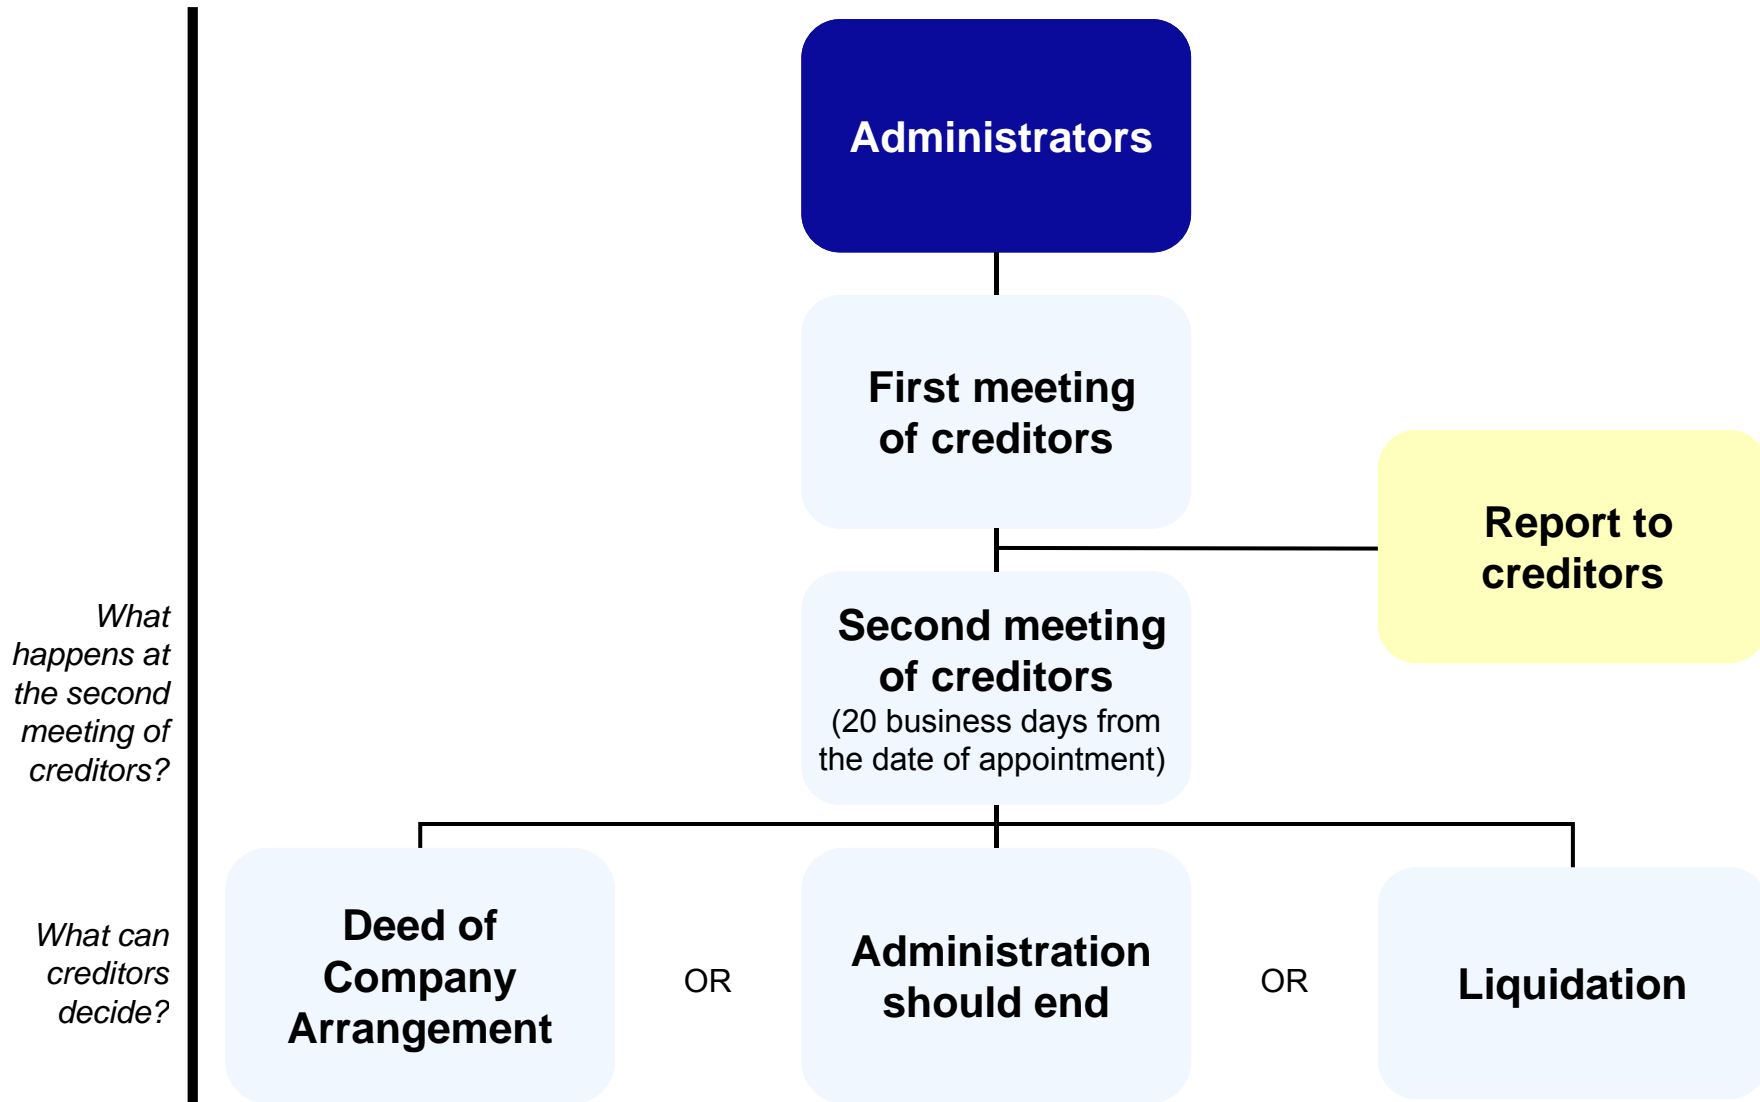 Administrators
First meeting
of creditors
Report to
creditors
What
happens at
the second
meeting of
creditors?
Second meeting
of creditors
(20 business days from
the date of appointment)
What can
creditors
decide?
Deed of
Company
Arrangement
OR
Administration
should end
OR
Liquidation